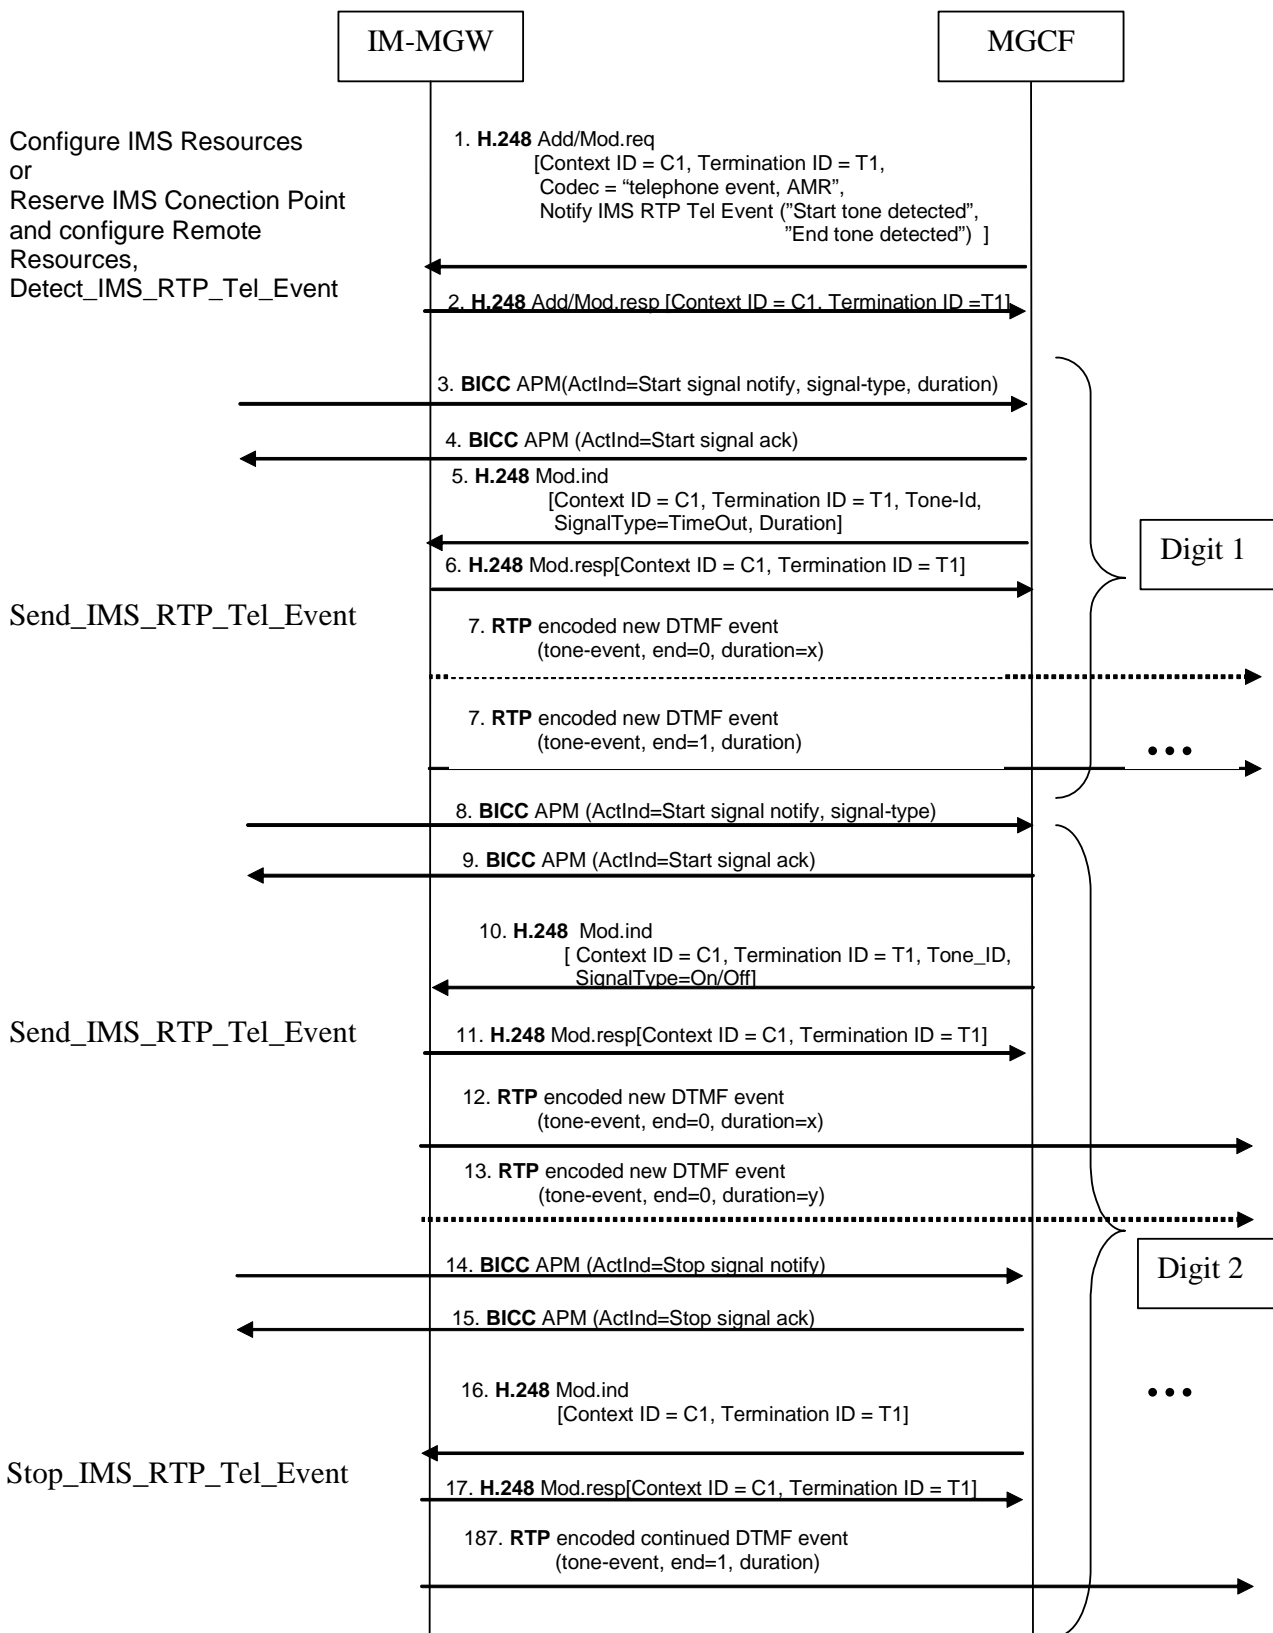 IM-MGW
MGCF
Configure IMS Resources
or
Reserve IMS Conection Point
and configure Remote
Resources,
Detect_IMS_RTP_Tel_Event
1. H.248 Add/Mod.req
[Context ID = C1, Termination ID = T1,
Codec = “telephone event, AMR”,
Notify IMS RTP Tel Event (”Start tone detected”,
”End tone detected”) ]
2. H.248 Add/Mod.resp [Context ID = C1, Termination ID =T1]
3. BICC APM(ActInd=Start signal notify, signal-type, duration)
4. BICC APM (ActInd=Start signal ack)
5. H.248 Mod.ind
[Context ID = C1, Termination ID = T1, Tone-Id,
SignalType=TimeOut, Duration]
Digit 1
6. H.248 Mod.resp[Context ID = C1, Termination ID = T1]
Send_IMS_RTP_Tel_Event
7. RTP encoded new DTMF event
(tone-event, end=0, duration=x)
7. RTP encoded new DTMF event
(tone-event, end=1, duration)
...
8. BICC APM (ActInd=Start signal notify, signal-type)
9. BICC APM (ActInd=Start signal ack)
10. H.248 Mod.ind
[ Context ID = C1, Termination ID = T1, Tone_ID,
SignalType=On/Off]
Send_IMS_RTP_Tel_Event
11. H.248 Mod.resp[Context ID = C1, Termination ID = T1]
12. RTP encoded new DTMF event
(tone-event, end=0, duration=x)
13. RTP encoded new DTMF event
(tone-event, end=0, duration=y)
14. BICC APM (ActInd=Stop signal notify)
Digit 2
15. BICC APM (ActInd=Stop signal ack)
16. H.248 Mod.ind
[Context ID = C1, Termination ID = T1]
...
Stop_IMS_RTP_Tel_Event
17. H.248 Mod.resp[Context ID = C1, Termination ID = T1]
187. RTP encoded continued DTMF event
(tone-event, end=1, duration)